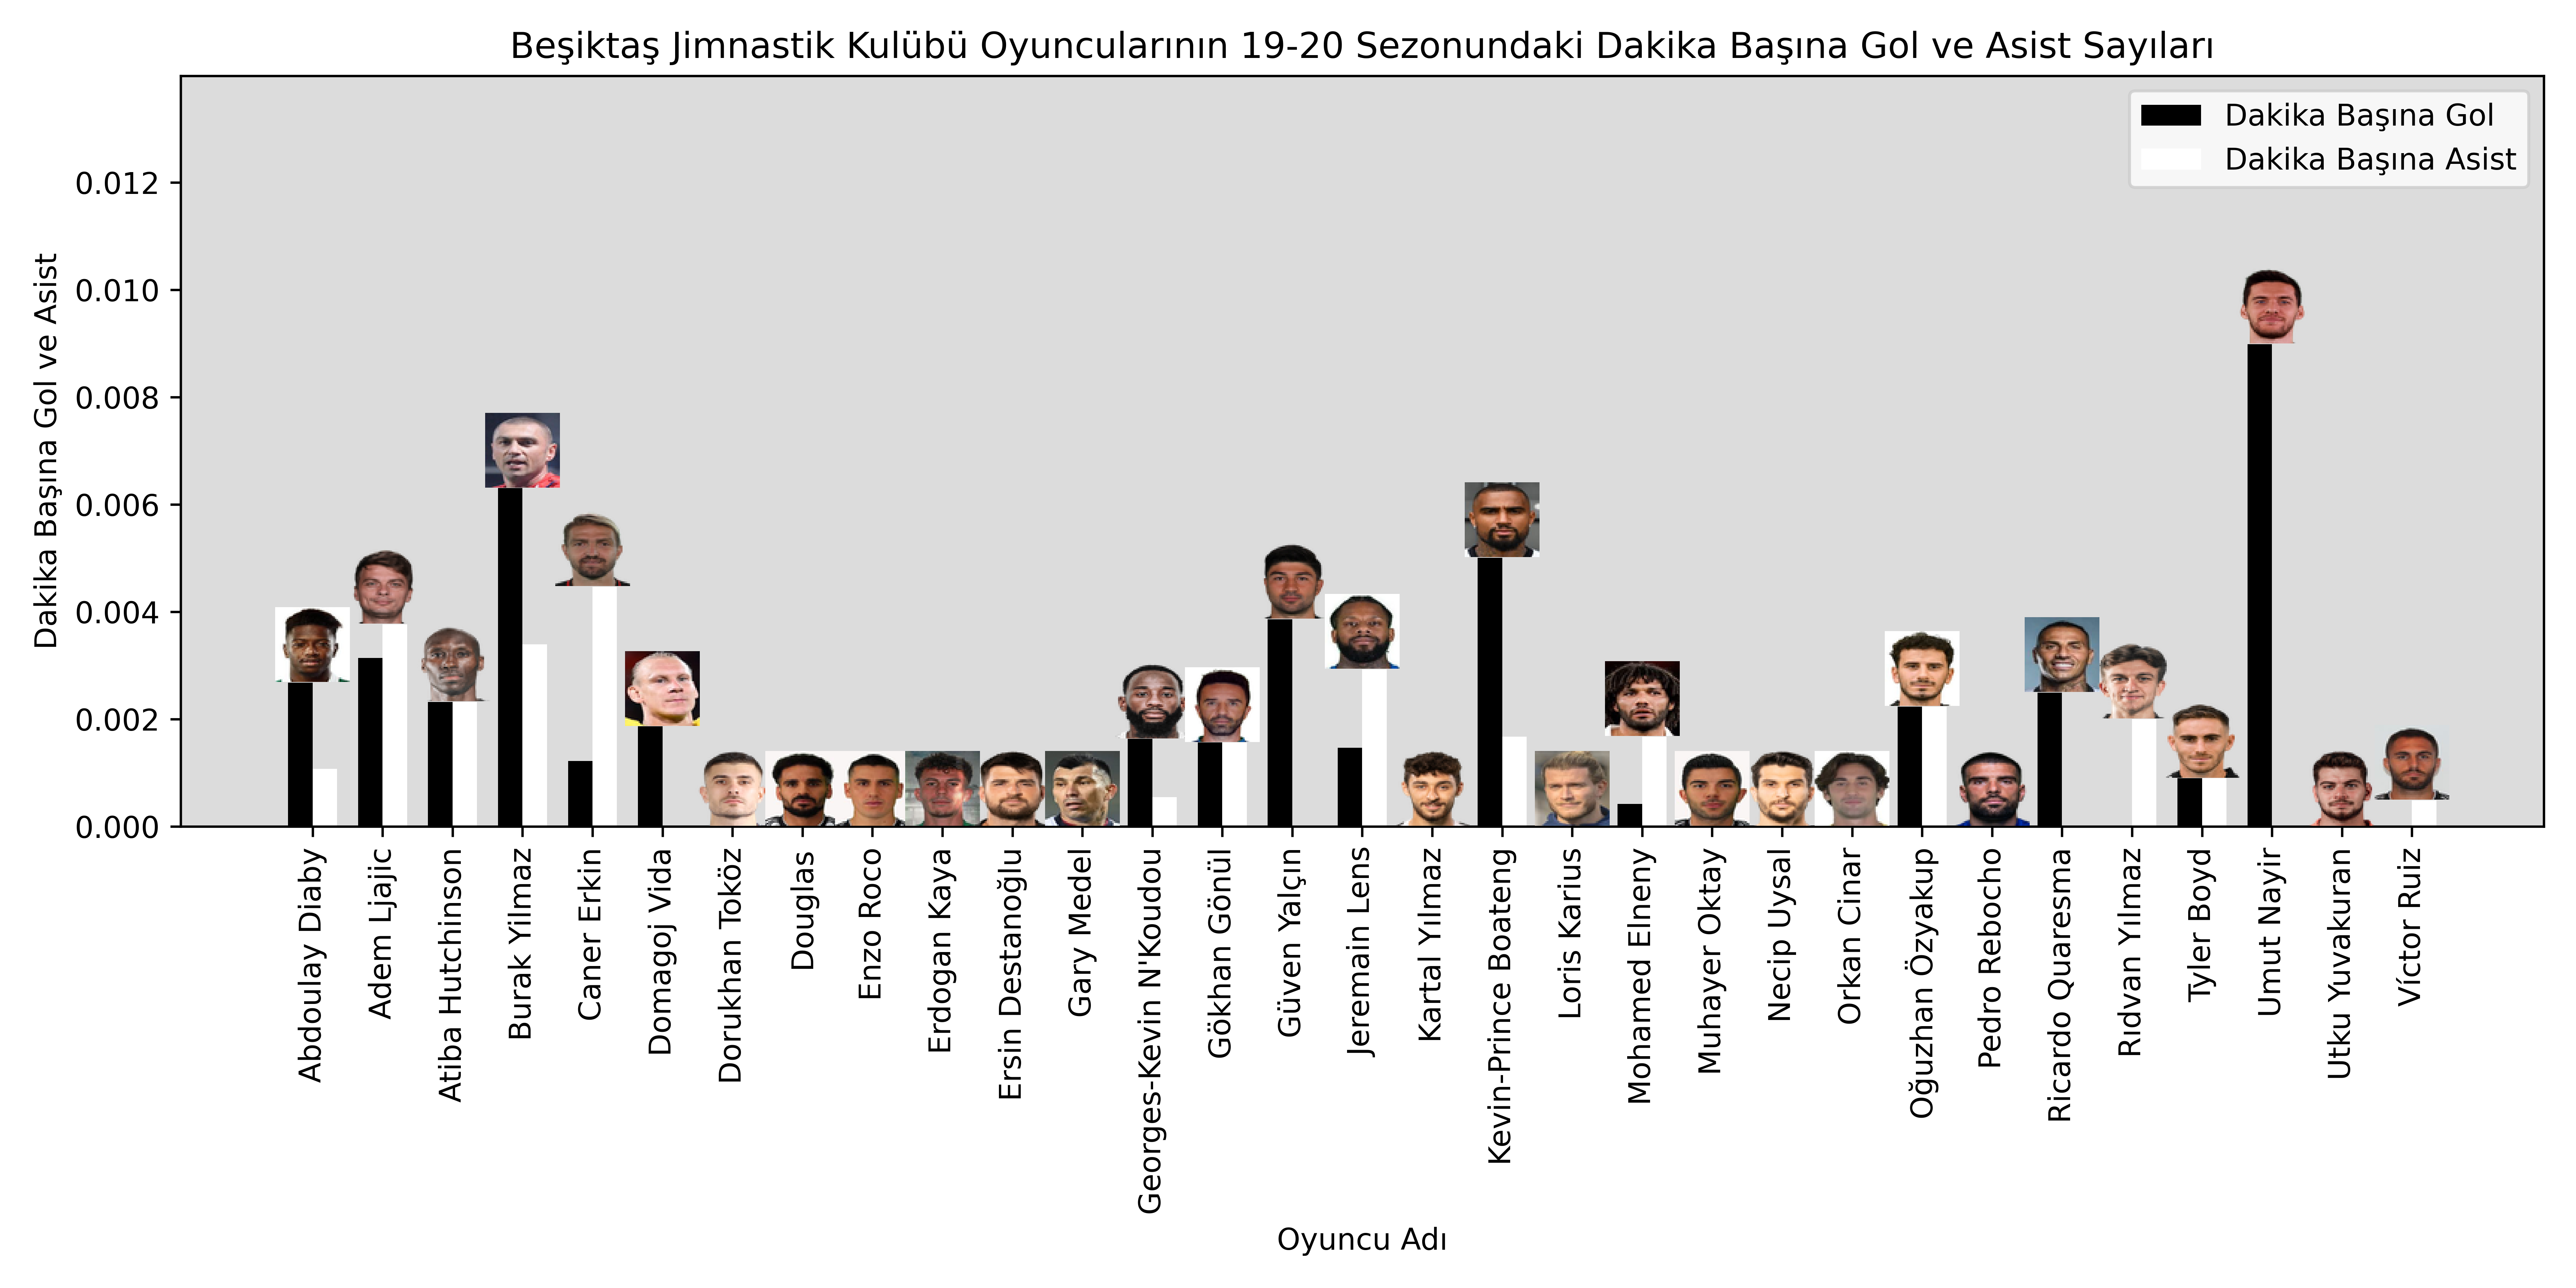 Beşiktaş Jimnastik Kulübü Oyuncularının 19-20 Sezonundaki Dakika Başına Gol ve Asist Sayıları
Dakika Başına Gol
Dakika Başına Asist
Dakika Başına Gol ve Asist
0.012
0.010
0.008
0.006
0.004
0.002
0.000
Abdoulay Diaby
Adem Ljajic
Atiba Hutchinson
Burak Yilmaz
Caner Erkin
Domagoj Vida
Dorukhan Toköz
Douglas
Enzo Roco
Erdogan Kaya
Ersin Destanoğlu
Gary Medel
Georges-Kevin N'Koudou
Gökhan Gönül
Güven Yalçın
Jeremain Lens
Kartal Yılmaz
Kevin-Prince Boateng
Loris Karius
Mohamed Elneny
Muhayer Oktay
Necip Uysal
Orkan Cinar
Oğuzhan Özyakup
Pedro Rebocho
Ricardo Quaresma
Rıdvan Yılmaz
Tyler Boyd
Umut Nayir
Utku Yuvakuran
Víctor Ruiz
Oyuncu Adı